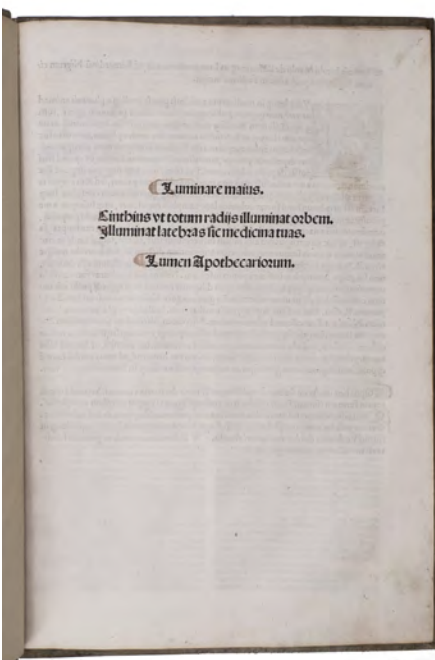 Luminare maius.
Cinthius vt totum radijs illuminat orbem.
Illuminat latebras sic medicina tuas.
Lumen Apothecariorum.